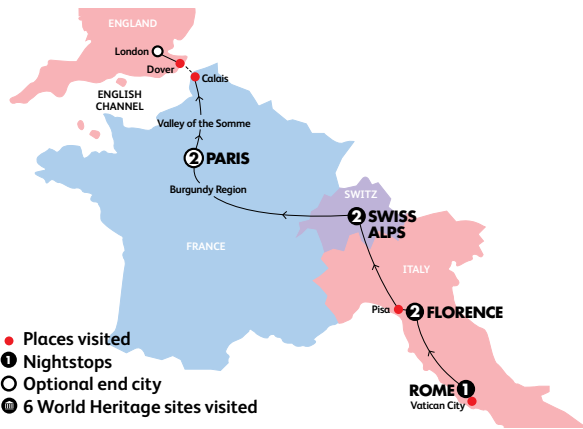 ENGLAND
London
Dover
Calais
ENGLISH
CHANNEL
Valley of the Somme
2 PARIS
Burgundy Region
SWITZ
2 SWISS
ALPS
FRANCE
ITALY
Pisa
2 FLORENCE
ROME 1
Vatican City
Places visited
1 Nightstops
Optional end city
6 World Heritage sites visited